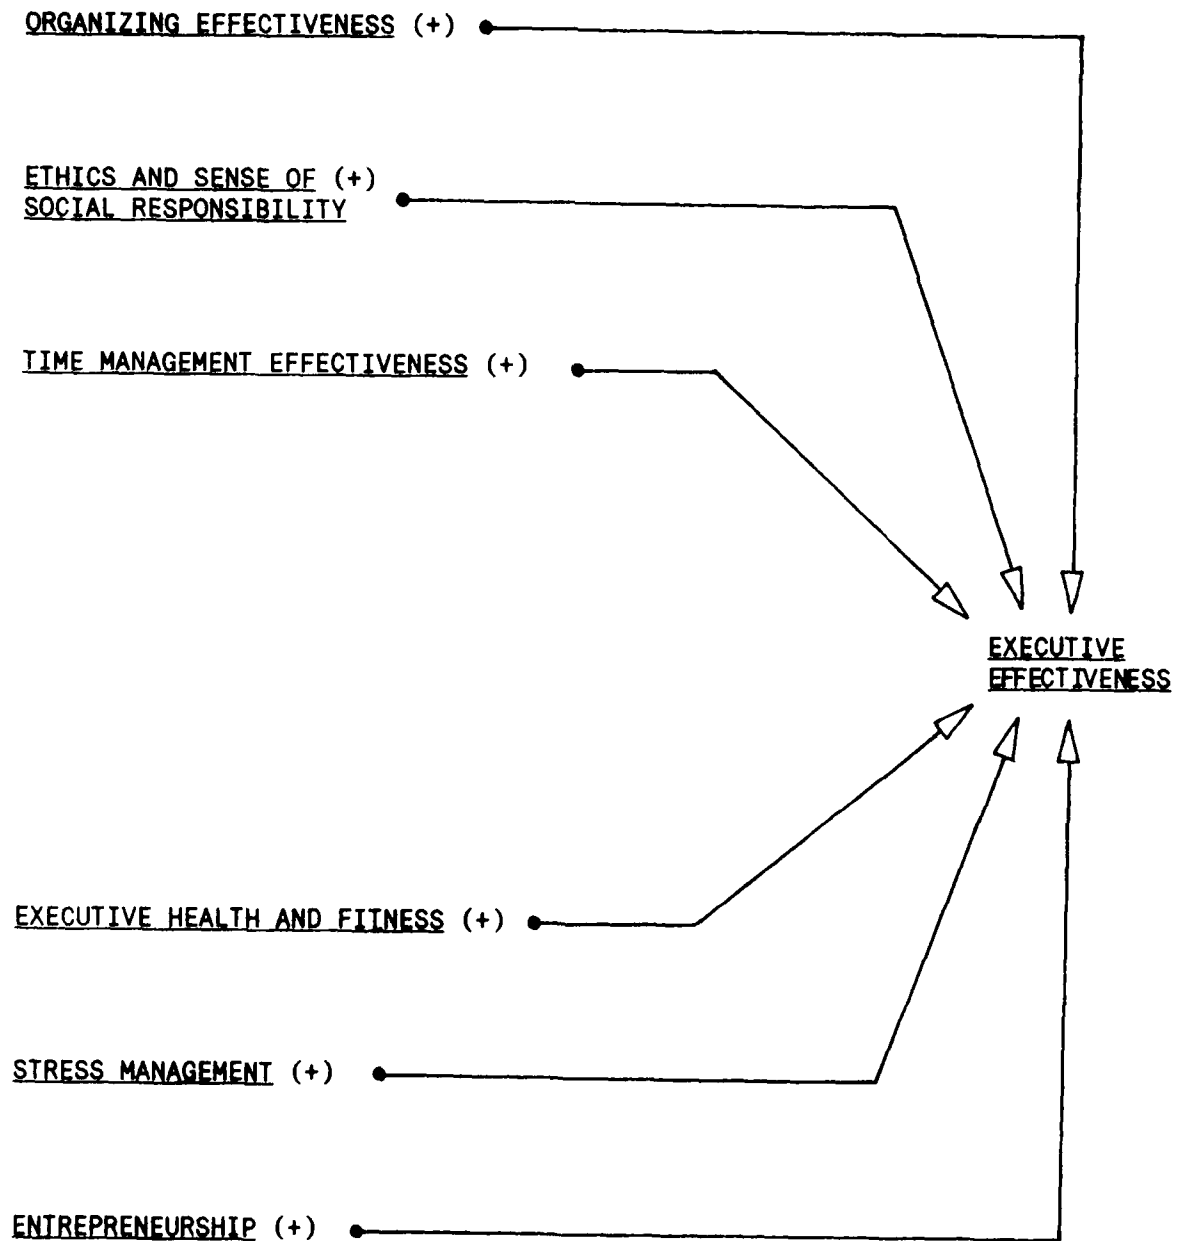 ORGANIZING EFFECTIVENESS (+)
ETHICS AND SENSE OF (+)
SOCIAL RESPONSIBILITY
TIME MANAGEMENT EFFECTIVENESS (+)
EXECUTIVE
EFFECTIVENESS
EXECUTIVE HEALTH AND FITNESS (+)
STRESS MANAGEMENT (+)
ENTREPRENEURSHIP (+)